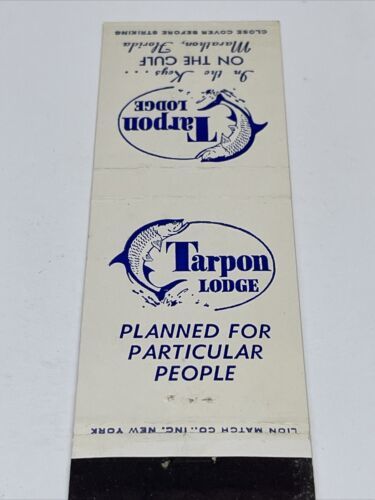 CLOSE COVER BEFORE STRIKING
Marathon, Florida
ON THE GULF
In the Keys...
Tarpon
LODGE
Tarpon
LODGE
PLANNED FOR
PARTICULAR
PEOPLE
LION MATCH CO., INC. NEW YORK